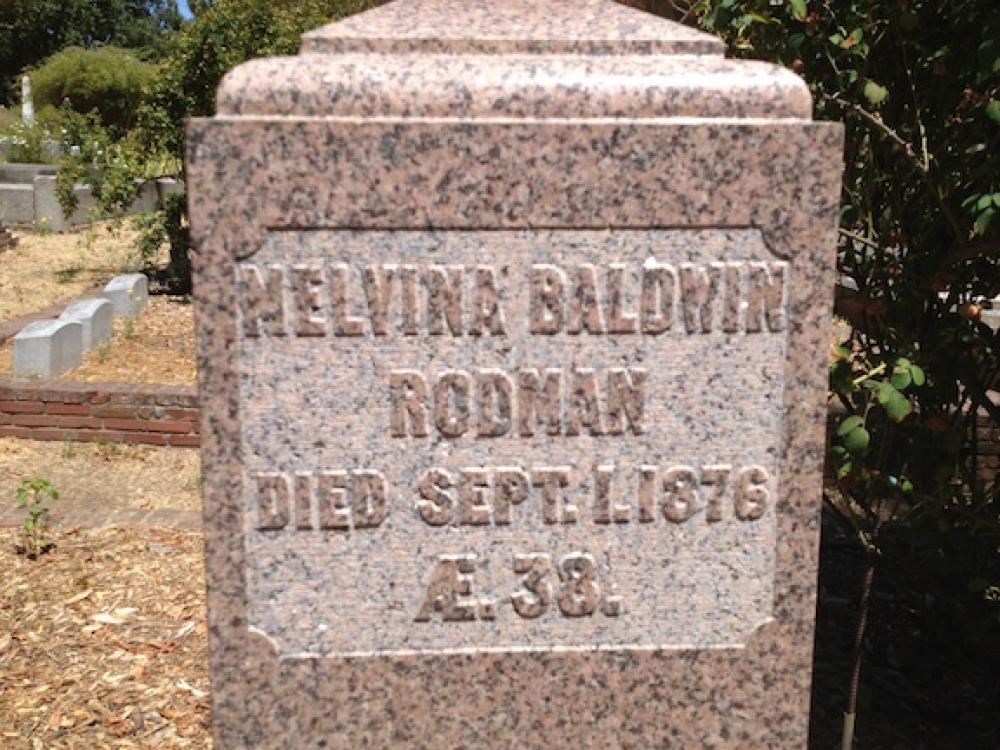 MELVINA BALDWIN
RODMAN
DIED SEPT. 1. 1876
Æ. 38.